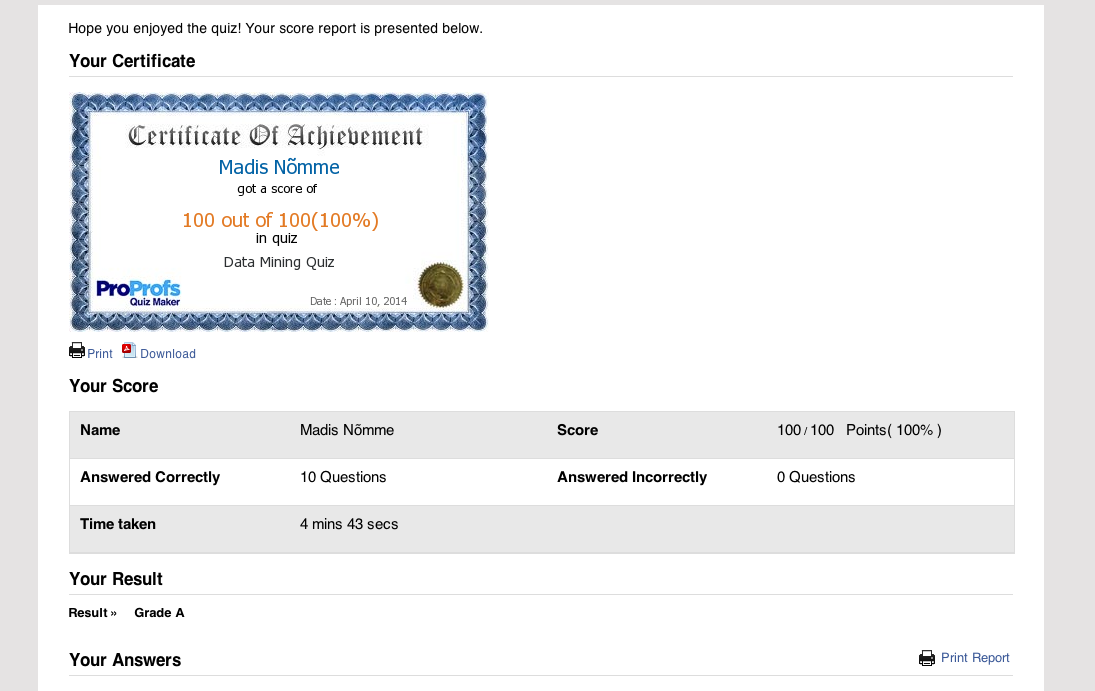 Hope you enjoyed the quiz! Your score report is presented below.
Your Certificate
Certificate Of Achievement
Madis Nõmme
got a score of
100 out of 100(100%)
in quiz
Data Mining Quiz
ProProfs
Quiz Maker
Date : April 10, 2014
Print Download
Your Score
Name Madis Nõmme Score 100 / 100 Points( 100% )
Answered Correctly 10 Questions Answered Incorrectly 0 Questions
Time taken 4 mins 43 secs
Your Result
Result » Grade A
Your Answers Print Report